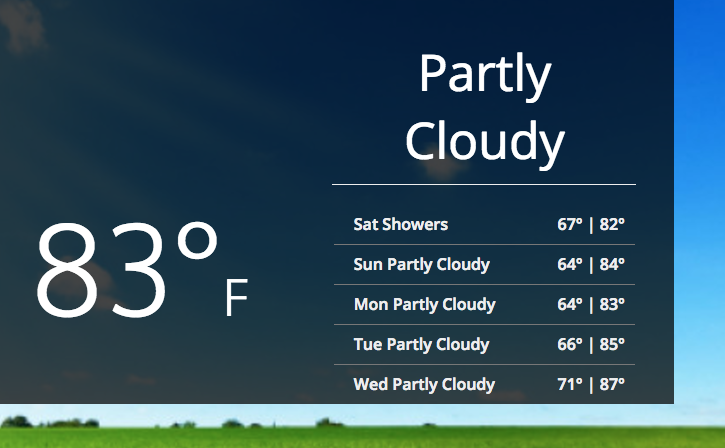 Partly
Cloudy
83° F
Sat Showers 67° | 82°
Sun Partly Cloudy 64° | 84°
Mon Partly Cloudy 64° | 83°
Tue Partly Cloudy 66° | 85°
Wed Partly Cloudy 71° | 87°